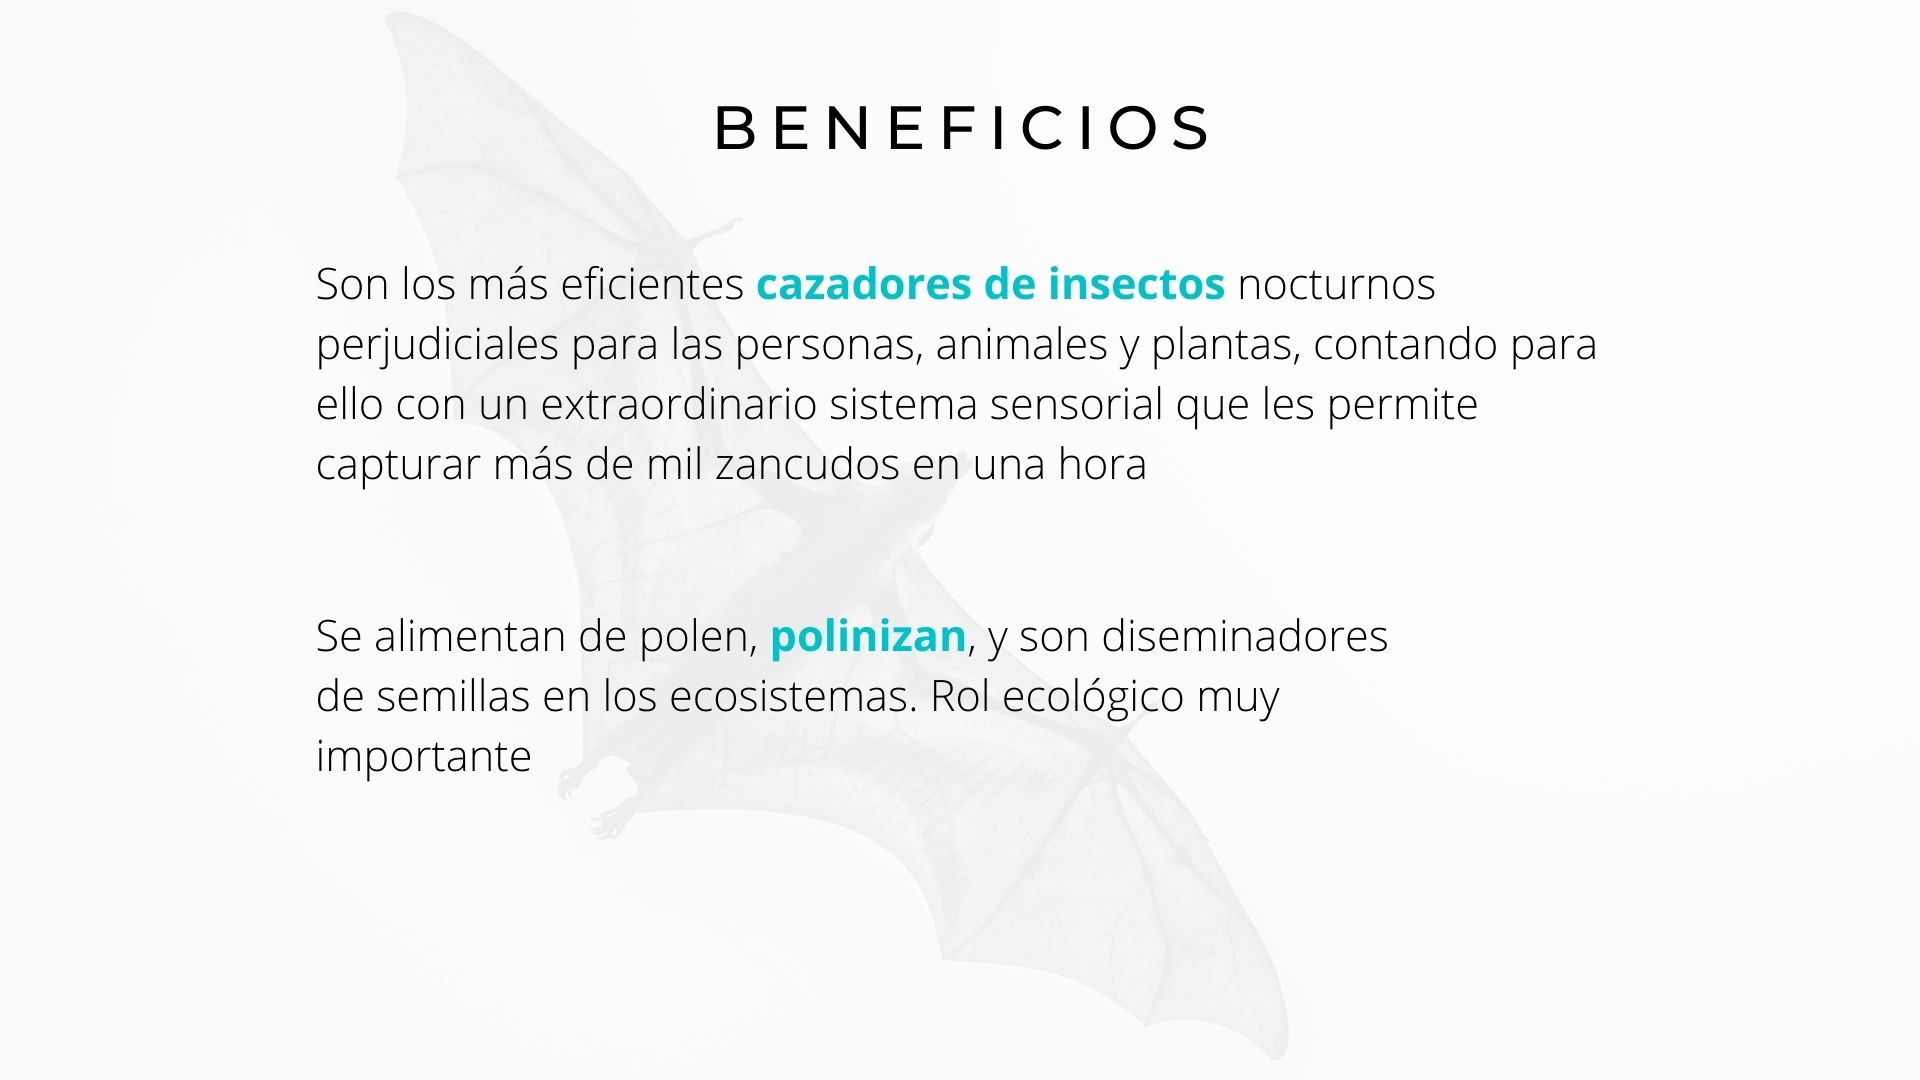 BENEFICIOS
Son los más eficientes cazadores de insectos nocturnos
perjudiciales para las personas, animales y plantas, contando para
ello con un extraordinario sistema sensorial que les permite
capturar más de mil zancudos en una hora
Se alimentan de polen, polinizan, y son diseminadores
de semillas en los ecosistemas. Rol ecológico muy
importante